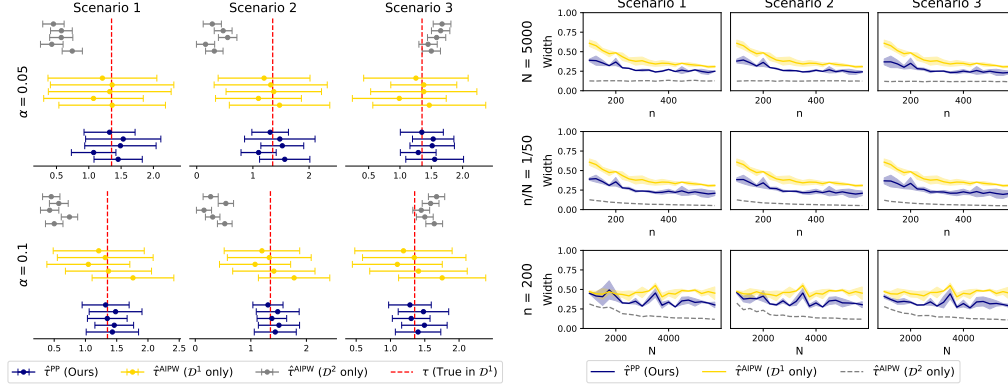 Scenario 1
Scenario 2
Scenario 3
α = 0.05
0.5 1.0 1.5 2.0
0 1 2
0.5 1.0 1.5 2.0
α = 0.1
0.0 0.5 1.0 1.5 2.0 2.5
0 1 2
0.5 1.0 1.5 2.0
τ̂ᴾᴾ (Ours)
τ̂ᴬᴵᴾᵂ (𝒟¹ only)
τ̂ᴬᴵᴾᵂ (𝒟² only)
τ (True in 𝒟¹)
Scenario 1
Scenario 2
Scenario 3
N = 5000
Width
1.00
0.75
0.50
0.25
0.00
200 400
n
200 400
n
200 400
n
n/N = 1/50
Width
1.00
0.75
0.50
0.25
0.00
200 400
n
200 400
n
200 400
n
n = 200
Width
1.00
0.75
0.50
0.25
0.00
2000 4000
N
2000 4000
N
2000 4000
N
τ̂ᴾᴾ (Ours)
τ̂ᴬᴵᴾᵂ (𝒟¹ only)
τ̂ᴬᴵᴾᵂ (𝒟² only)